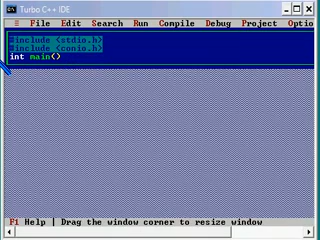 Turbo C++ IDE
≡ File Edit Search Run Compile Debug Project Optio
#include <stdio.h>
#include <conio.h>
int main()
F1 Help | Drag the window corner to resize window